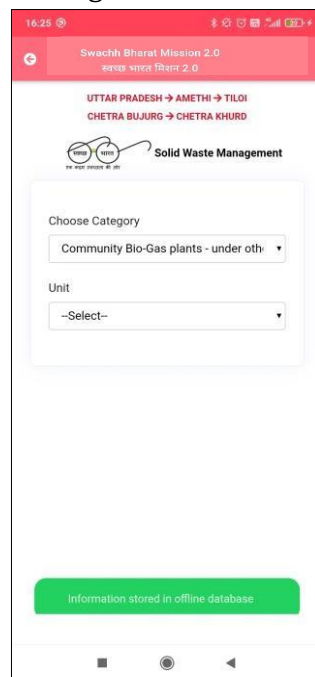 16:25
Swachh Bharat Mission 2.0
स्वच्छ भारत मिशन 2.0
UTTAR PRADESH → AMETHI → TILOI
CHETRA BUJURG → CHETRA KHURD
स्वच्छ भारत
एक कदम स्वच्छता की ओर
Solid Waste Management
Choose Category
Community Bio-Gas plants - under oth
Unit
--Select--
Information stored in offline database